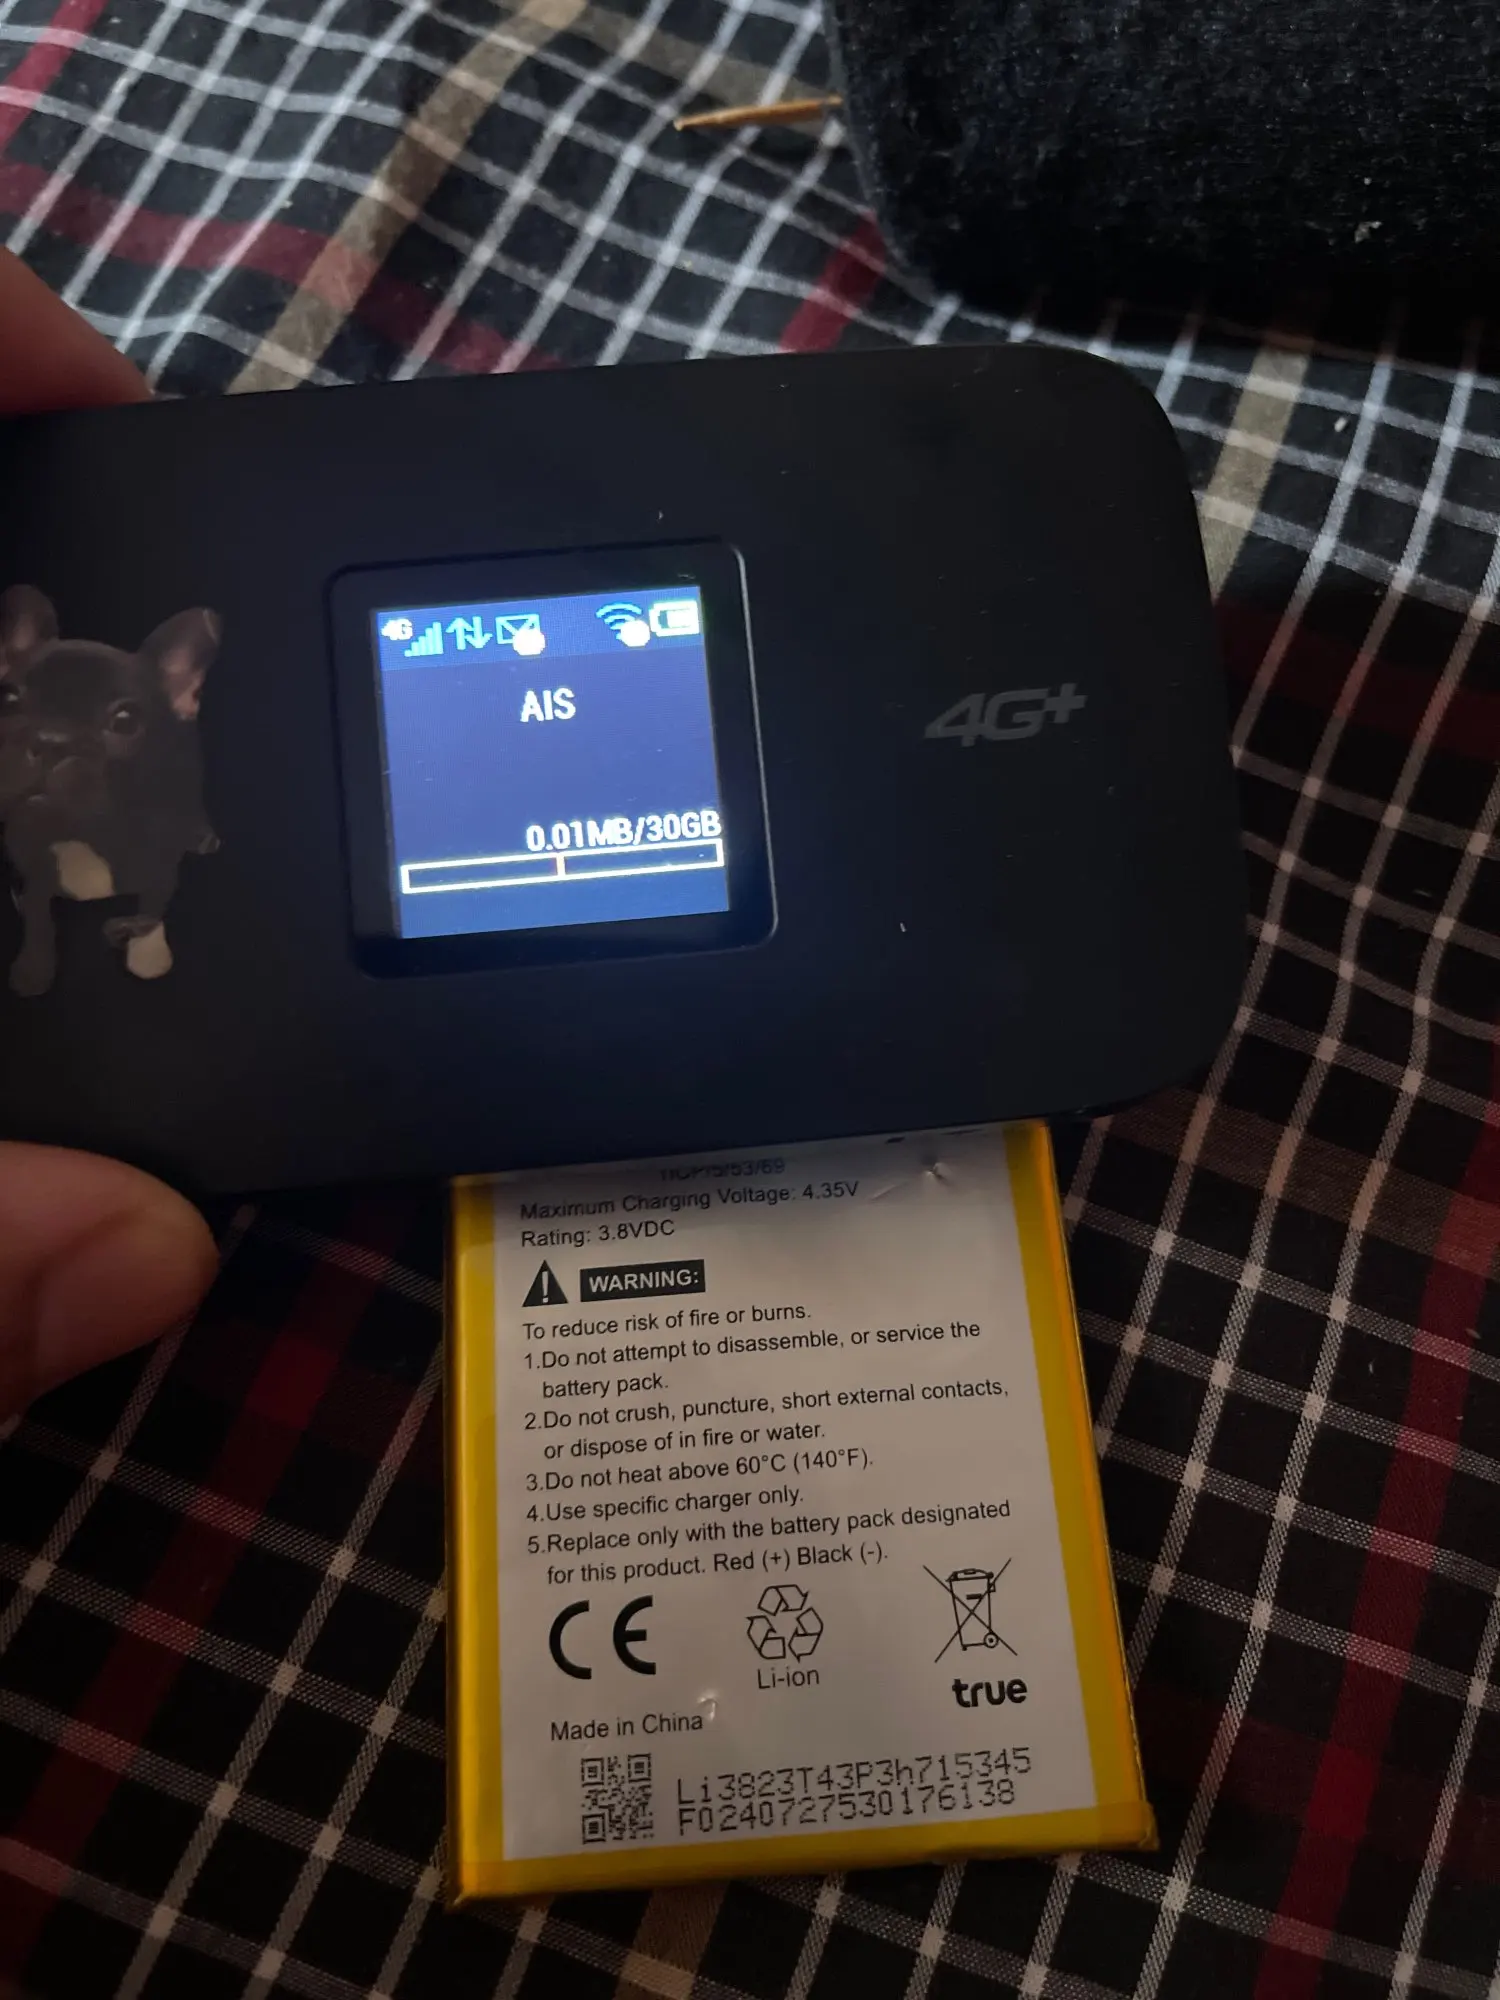 4G
AIS
0.01MB/30GB
4G+
Maximum Charging Voltage: 4.35V
Rating: 3.8VDC
WARNING:
To reduce risk of fire or burns.
1.Do not attempt to disassemble, or service the
battery pack.
2.Do not crush, puncture, short external contacts,
or dispose of in fire or water.
3.Do not heat above 60°C (140°F).
4.Use specific charger only.
5.Replace only with the battery pack designated
for this product. Red (+) Black (-).
CE
Li-ion
true
Made in China
Li3823T43P3h715345
F0240727530176138